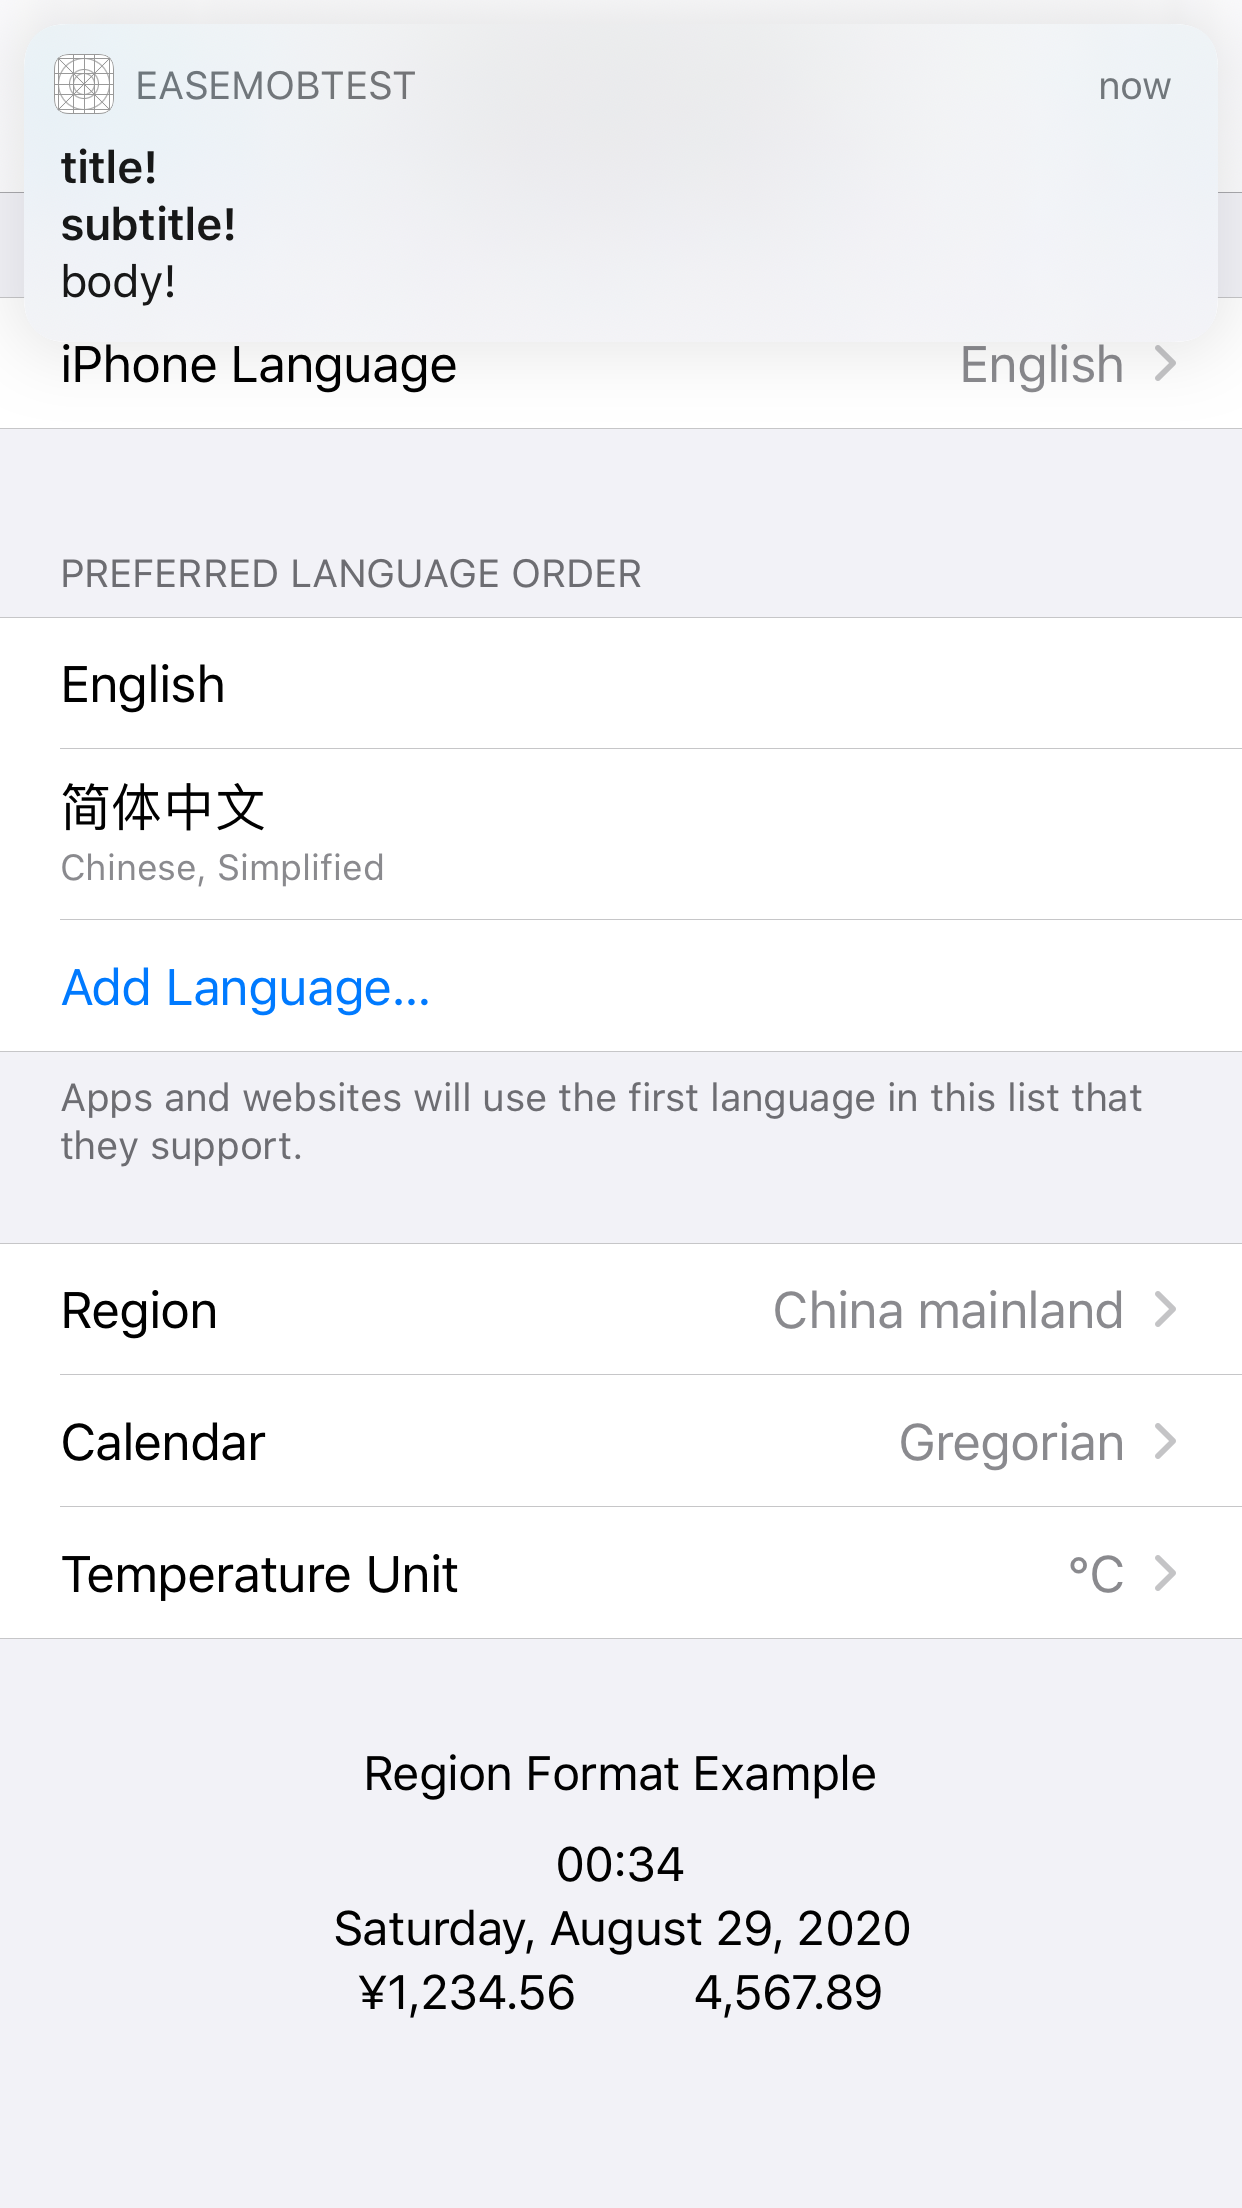 EASEMOBTEST now
title!
subtitle!
body!
iPhone Language English
PREFERRED LANGUAGE ORDER
English
简体中文
Chinese, Simplified
Add Language...
Apps and websites will use the first language in this list that
they support.
Region China mainland
Calendar Gregorian
Temperature Unit °C
Region Format Example
00:34
Saturday, August 29, 2020
¥1,234.56 4,567.89